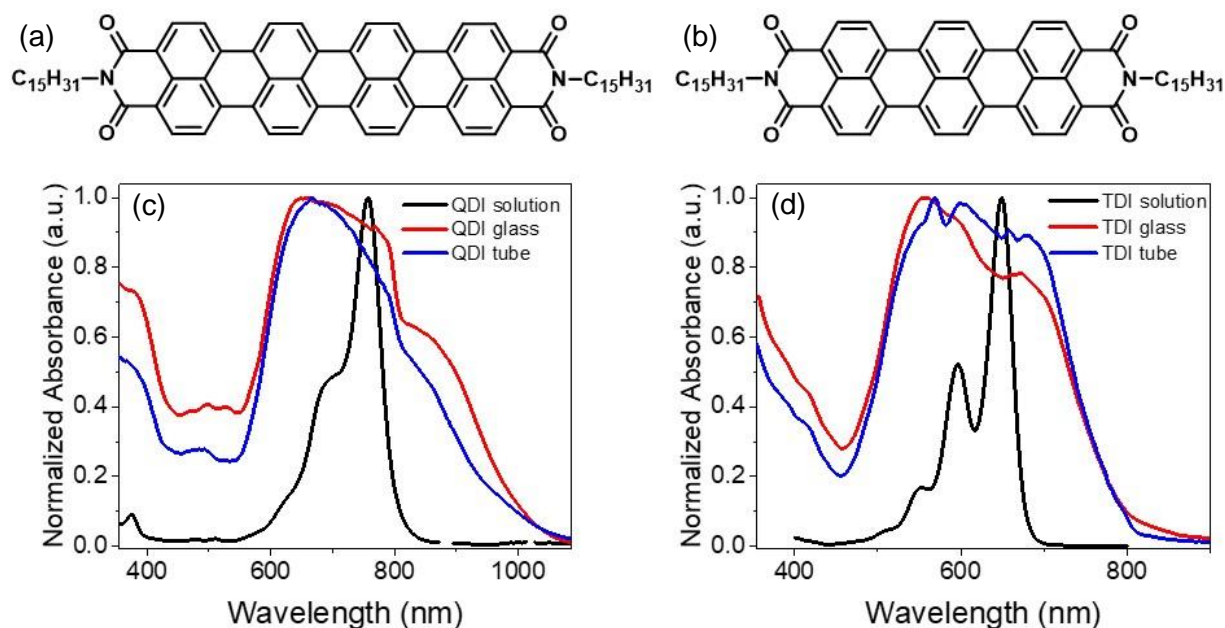 (a)
(b)
O
O
O
O
C₁₅H₃₁
N
N
C₁₅H₃₁
C₁₅H₃₁
N
N
C₁₅H₃₁
O
O
O
O
(c)
QDI solution
QDI glass
QDI tube
Normalized Absorbance (a.u.)
1.0
0.8
0.6
0.4
0.2
0.0
400
600
800
1000
Wavelength (nm)
(d)
TDI solution
TDI glass
TDI tube
Normalized Absorbance (a.u.)
1.0
0.8
0.6
0.4
0.2
0.0
400
600
800
Wavelength (nm)